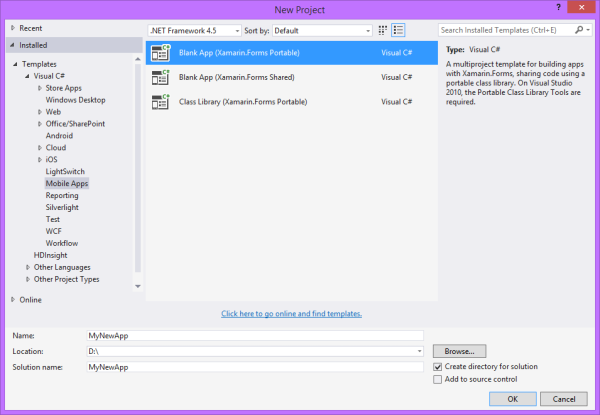 New Project
? ×
Recent
Installed
Templates
Visual C#
Store Apps
Windows Desktop
Web
Office/SharePoint
Android
Cloud
iOS
LightSwitch
Mobile Apps
Reporting
Silverlight
Test
WCF
Workflow
HDInsight
Other Languages
Other Project Types
Online
.NET Framework 4.5 Sort by: Default
Blank App (Xamarin.Forms Portable) Visual C#
Blank App (Xamarin.Forms Shared) Visual C#
Class Library (Xamarin.Forms Portable) Visual C#
Click here to go online and find templates.
Search Installed Templates (Ctrl+E)
Type: Visual C#
A multiproject template for building apps
with Xamarin.Forms, sharing code using a
portable class library. On Visual Studio
2010, the Portable Class Library Tools are
required.
Name: MyNewApp
Location: D:\ Browse...
Solution name: MyNewApp
Create directory for solution
Add to source control
OK Cancel